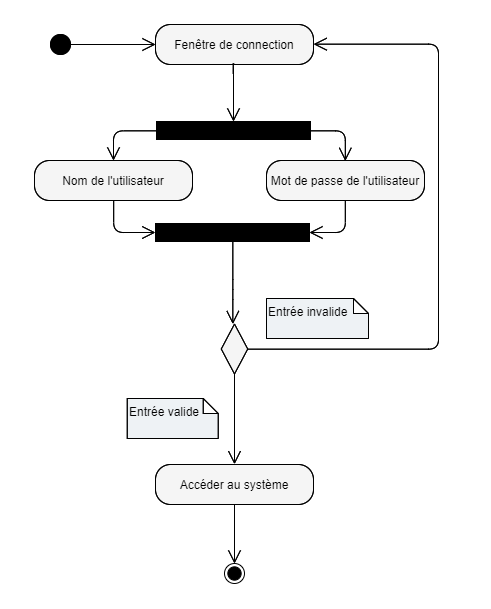 Fenêtre de connection
Nom de l'utilisateur
Mot de passe de l'utilisateur
Entrée invalide
Entrée valide
Accéder au système